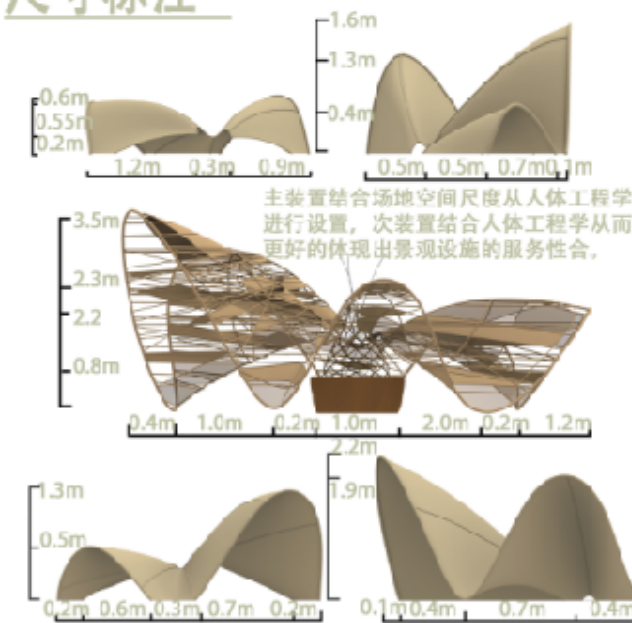 尺寸标注
1.6m
1.3m
0.4m
0.6m
0.55m
0.2m
1.2m 0.3m 0.9m
0.5m 0.5m 0.7m 0.1m
主装置结合场地空间尺度从人体工程学
进行设置，次装置结合人体工程学从而
更好的体现出景观设施的服务性合,
3.5m
2.3m
2.2
0.8m
0.4m 1.0m 0.2m 1.0m 2.0m 0.2m 1.2m
1.3m
0.5m
0.2m 0.6m 0.3m 0.7m 0.2m
2.2m
1.9m
0.1m 0.4m 0.7m 0.4m